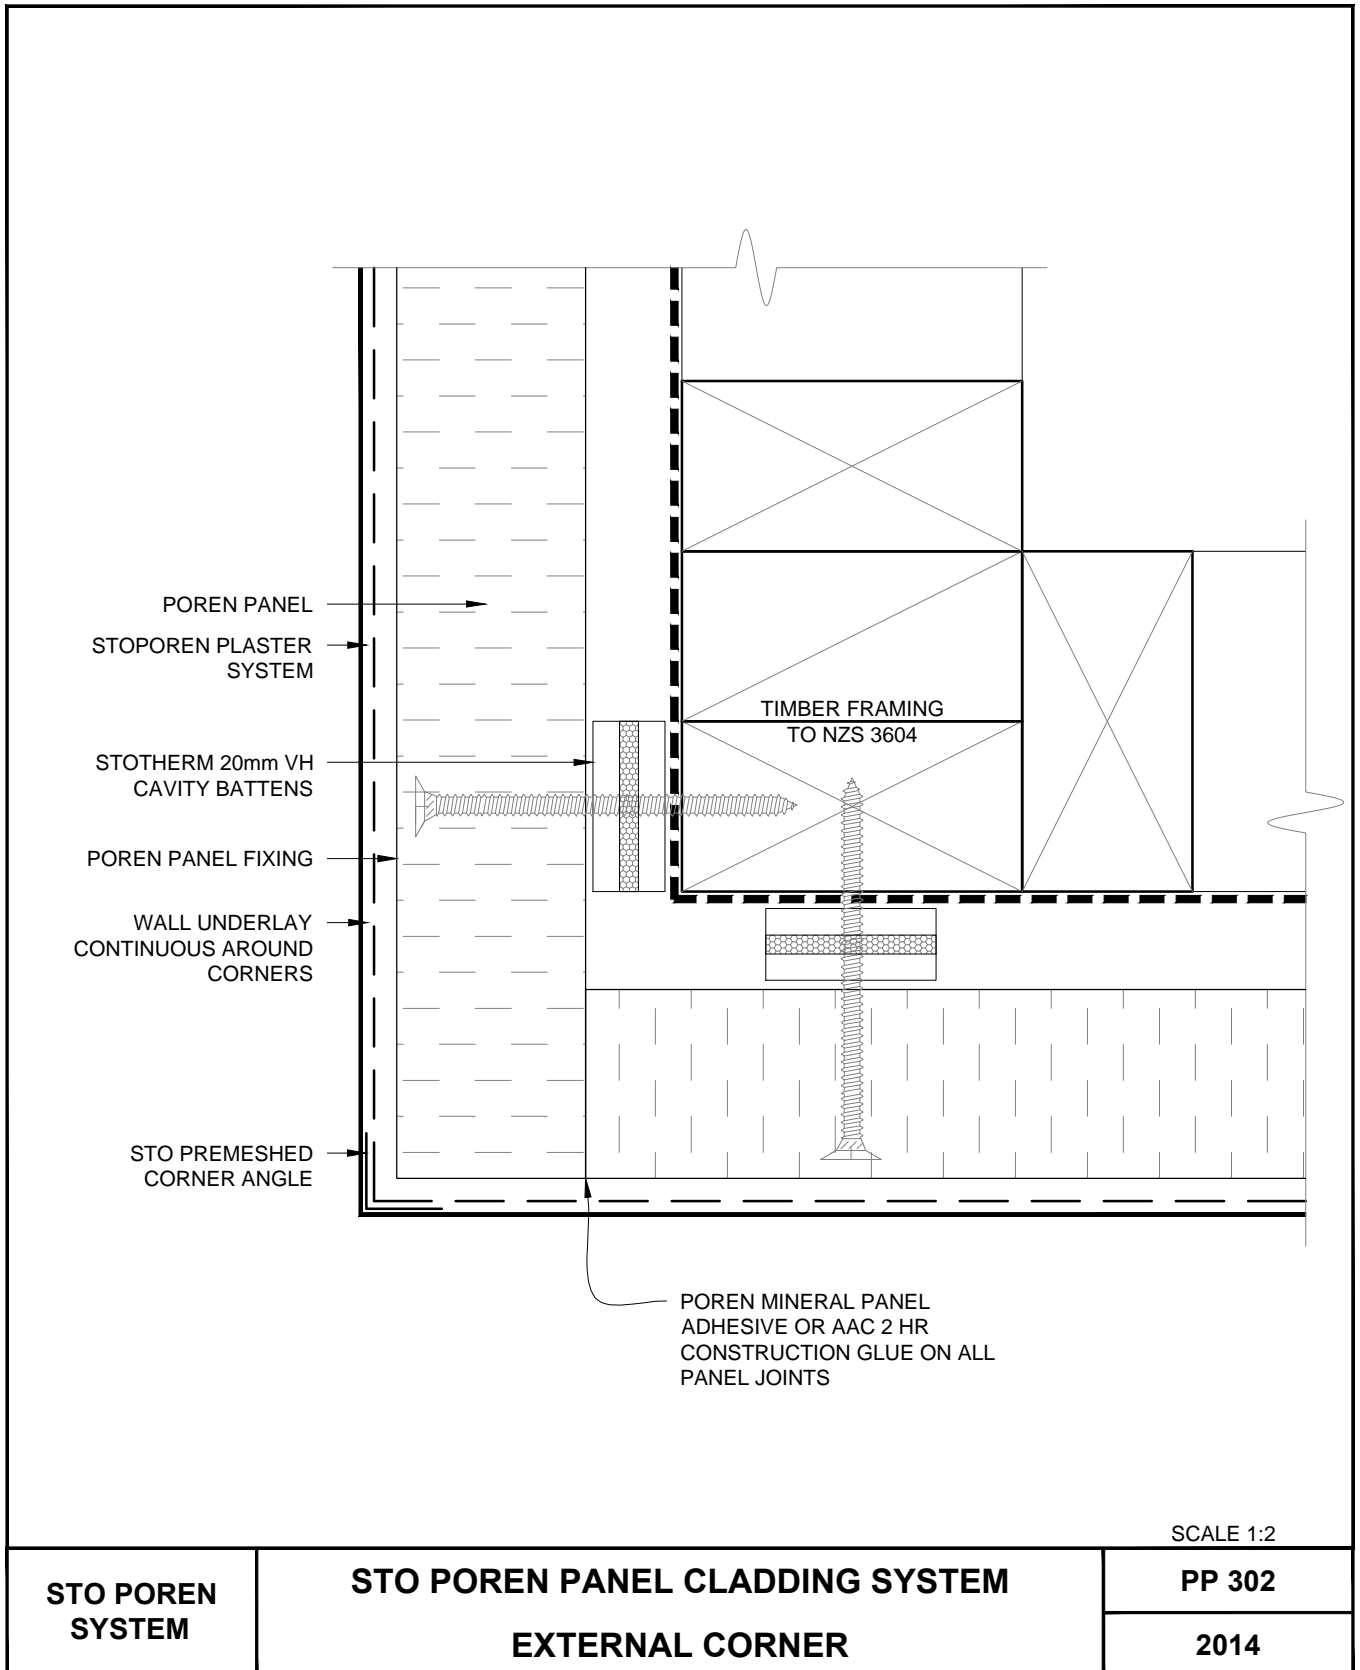 POREN PANEL
STOPOREN PLASTER
SYSTEM
TIMBER FRAMING
TO NZS 3604
STOTHERM 20mm VH
CAVITY BATTENS
POREN PANEL FIXING
WALL UNDERLAY
CONTINUOUS AROUND
CORNERS
STO PREMESHED
CORNER ANGLE
POREN MINERAL PANEL
ADHESIVE OR AAC 2 HR
CONSTRUCTION GLUE ON ALL
PANEL JOINTS
SCALE 1:2
STO POREN
SYSTEM
STO POREN PANEL CLADDING SYSTEM
EXTERNAL CORNER
PP 302
2014